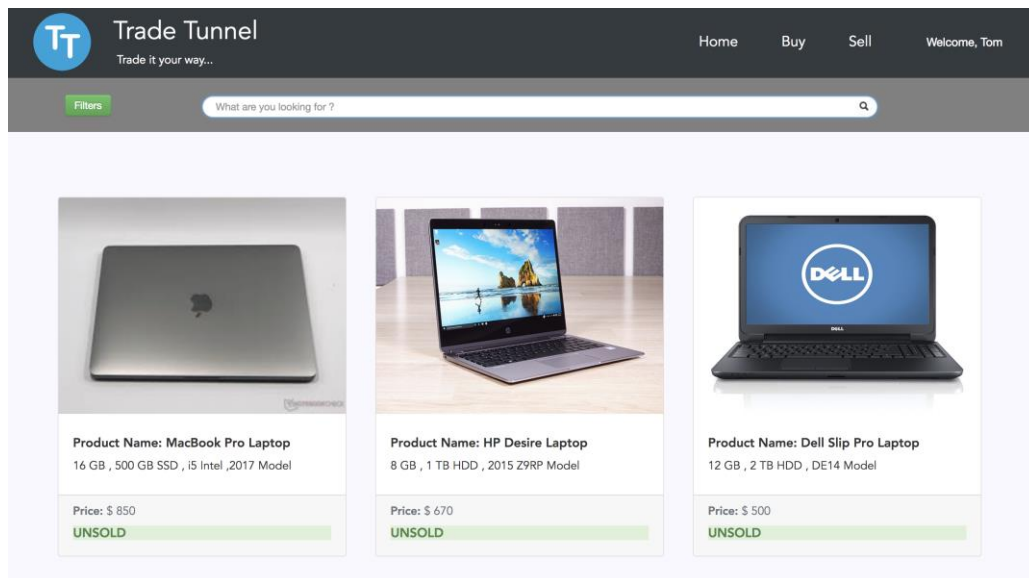 TT
Trade Tunnel
Trade it your way...
Home Buy Sell Welcome, Tom
Filters
What are you looking for ?
DELL
DELL
Product Name: MacBook Pro Laptop
16 GB , 500 GB SSD , i5 Intel ,2017 Model
Price: $ 850
UNSOLD
Product Name: HP Desire Laptop
8 GB , 1 TB HDD , 2015 Z9RP Model
Price: $ 670
UNSOLD
Product Name: Dell Slip Pro Laptop
12 GB , 2 TB HDD , DE14 Model
Price: $ 500
UNSOLD